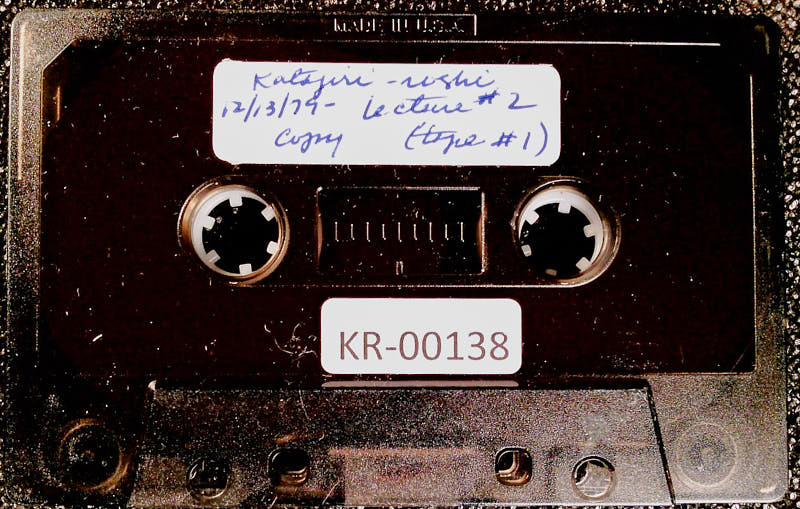 MADE IN U.S.A.
Katagiri-roshi
12/13/79- Lecture #2
Copy (tape #1)
KR-00138